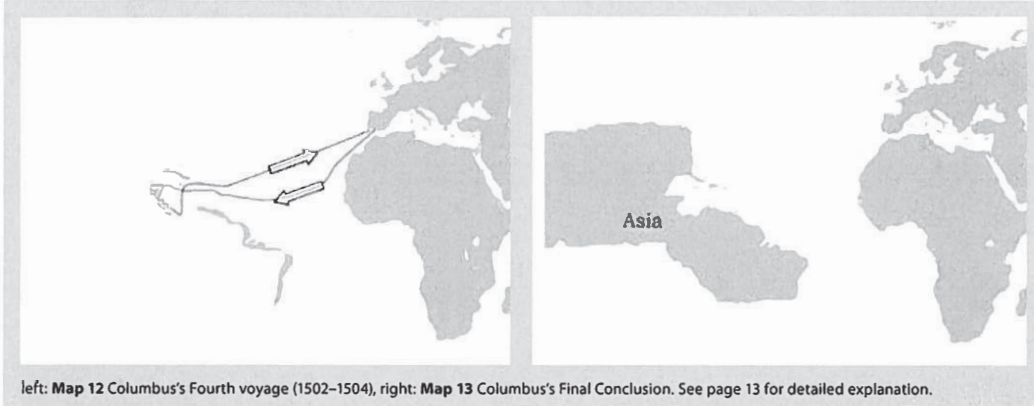 Asia
left: Map 12 Columbus's Fourth voyage (1502–1504), right: Map 13 Columbus's Final Conclusion. See page 13 for detailed explanation.